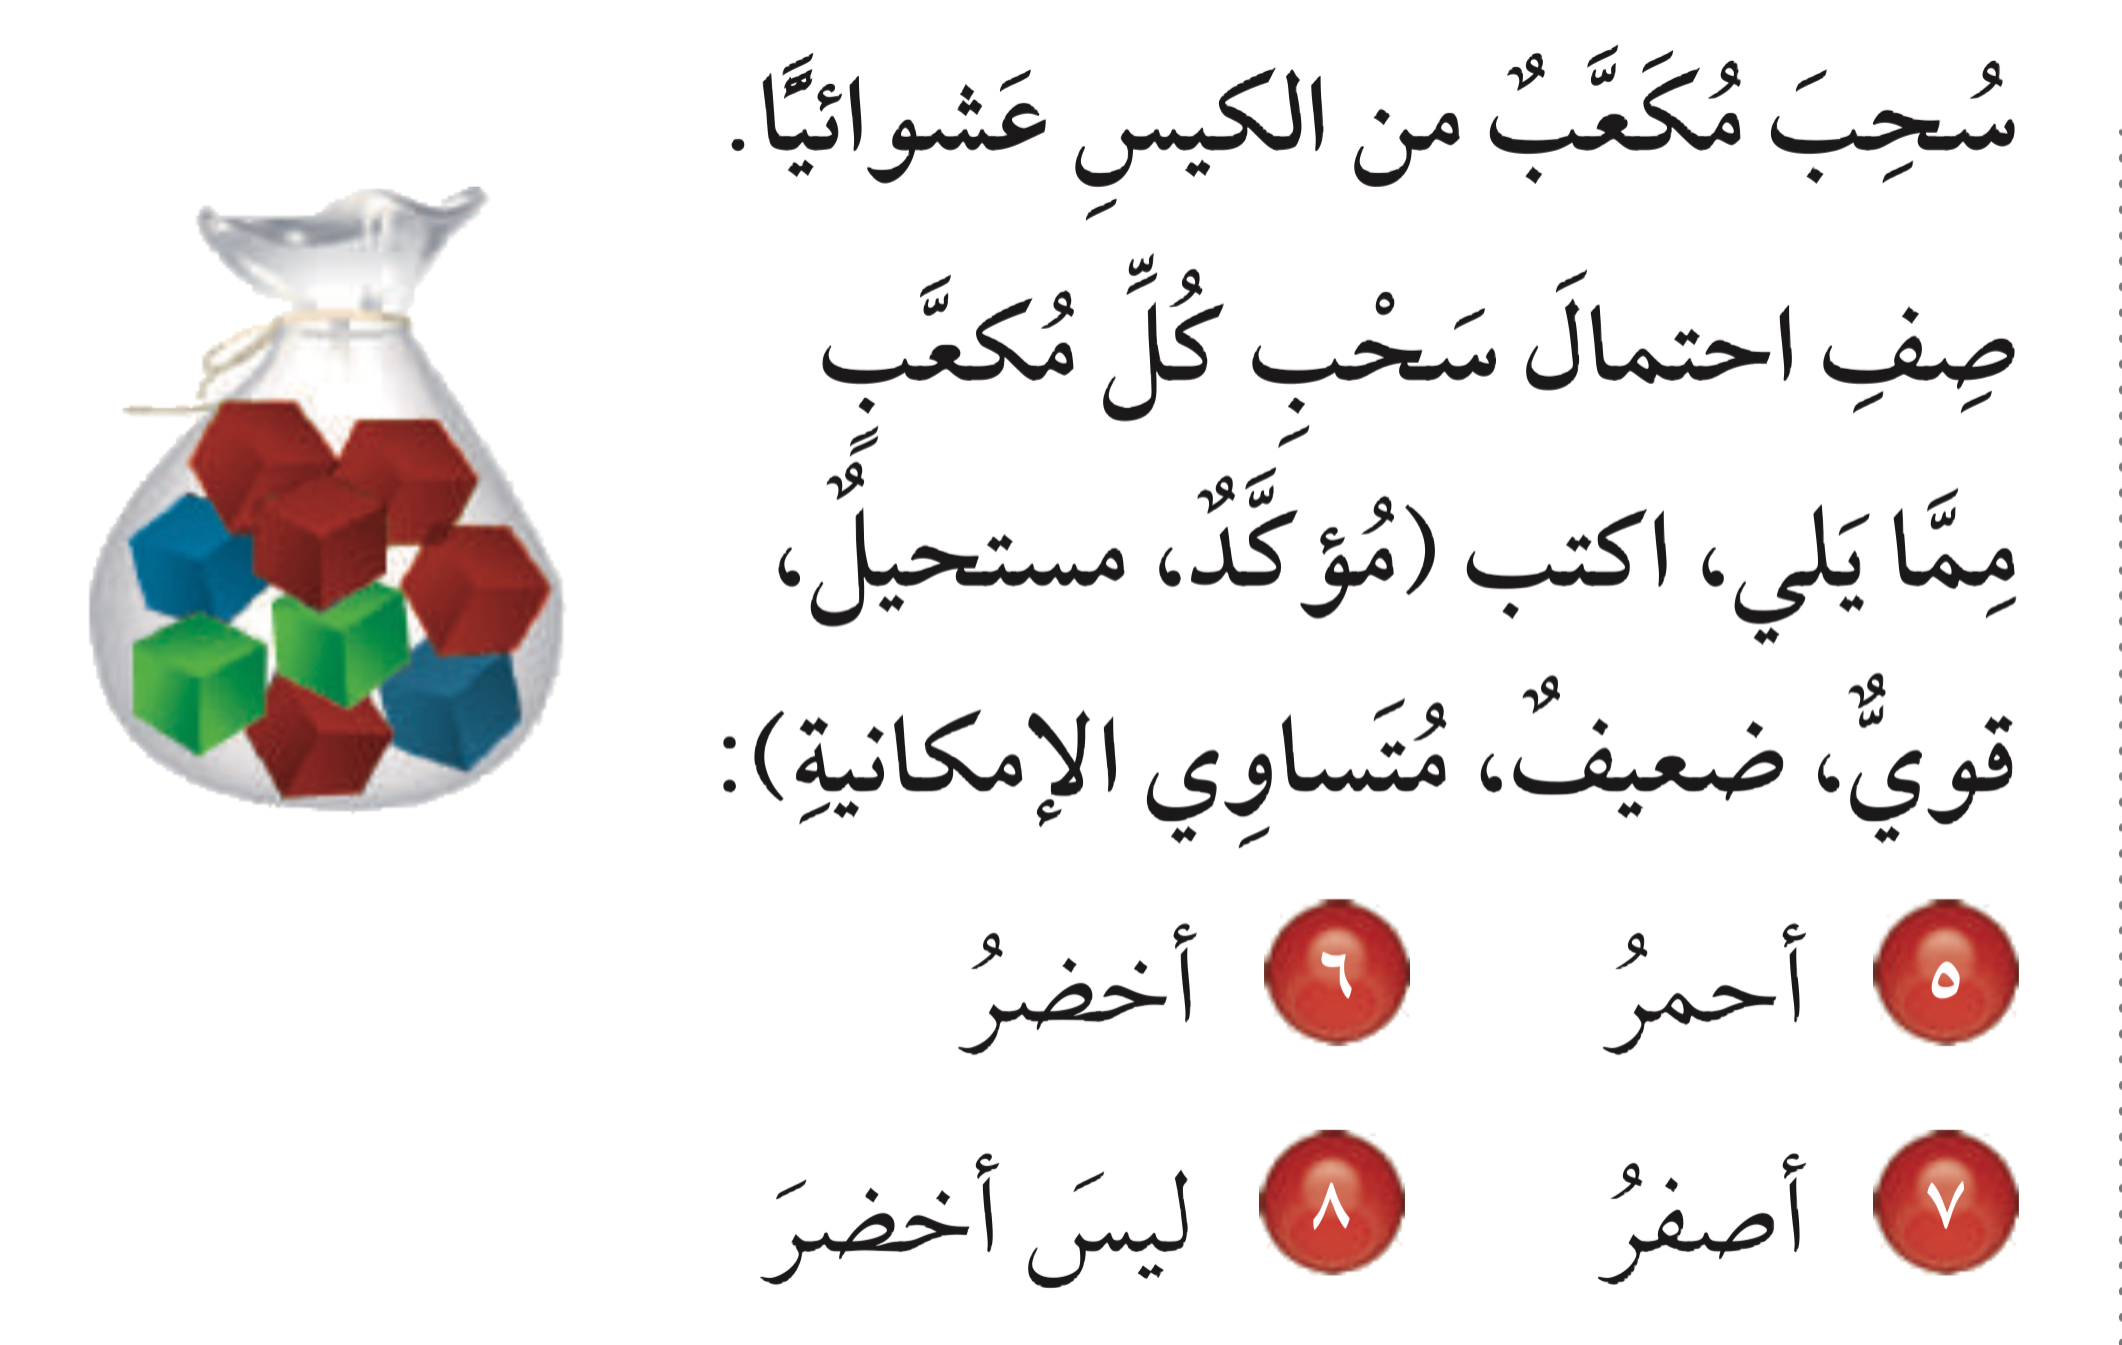 سُحِبَ مُكَعَّبٌ من الكيسِ عَشوائيًّا.
صِفِ احتمالَ سَحْبِ كُلِّ مُكعَّبٍ
مِمَّا يَلي، اكتب (مُؤكَّدٌ، مستحيلٌ،
قويٌّ، ضعيفٌ، مُتَساوِي الإمكانيةِ):
٥ أحمرُ ٦ أخضرُ
٧ أصفرُ ٨ ليسَ أخضرَ